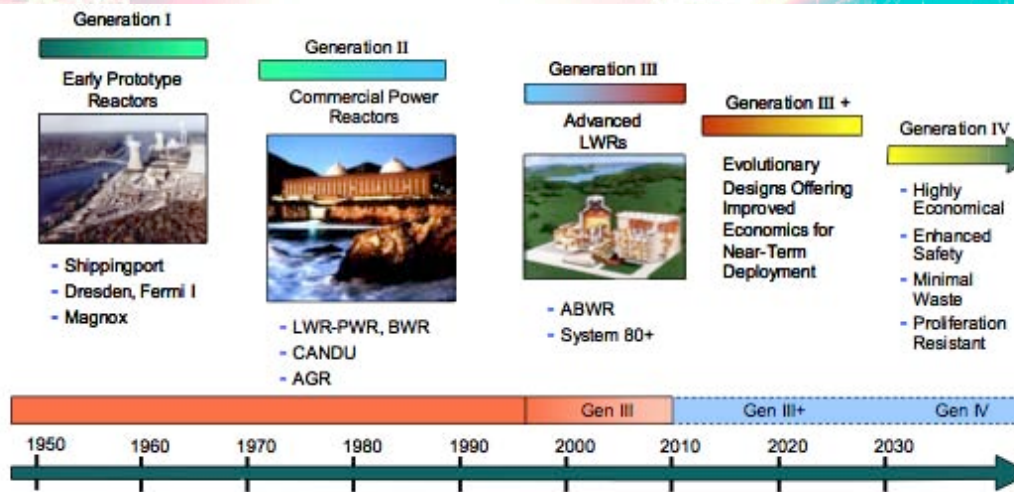 Generation I
Early Prototype
Reactors
- Shippingport
- Dresden, Fermi I
- Magnox
Generation II
Commercial Power
Reactors
- LWR-PWR, BWR
- CANDU
- AGR
Generation III
Advanced
LWRs
- ABWR
- System 80+
Generation III +
Evolutionary
Designs Offering
Improved
Economics for
Near-Term
Deployment
Generation IV
- Highly
Economical
- Enhanced
Safety
- Minimal
Waste
- Proliferation
Resistant
Gen III
Gen III+
Gen IV
1950
1960
1970
1980
1990
2000
2010
2020
2030